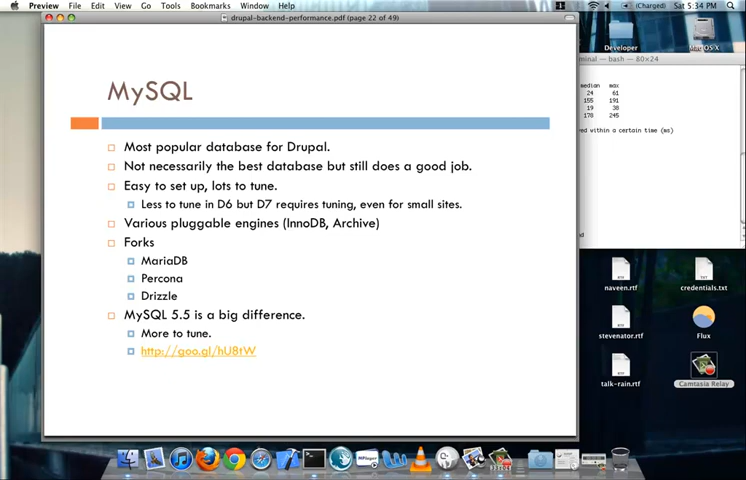 Preview File Edit View Go Tools Bookmarks Window Help
(Charged) Sat 5:34 PM
drupal-backend-performance.pdf (page 22 of 49)
MySQL
Most popular database for Drupal.
Not necessarily the best database but still does a good job.
Easy to set up, lots to tune.
Less to tune in D6 but D7 requires tuning, even for small sites.
Various pluggable engines (InnoDB, Archive)
Forks
MariaDB
Percona
Drizzle
MySQL 5.5 is a big difference.
More to tune.
http://goo.gl/hU8tW
Developer
Mac OS X
minal — bash — 80×24
median max
24 61
155 191
19 38
178 245
ved within a certain time (ms)
naveen.rtf
credentials.txt
stevenator.rtf
Flux
talk-rain.rtf
Camtasia Relay
MPlayer